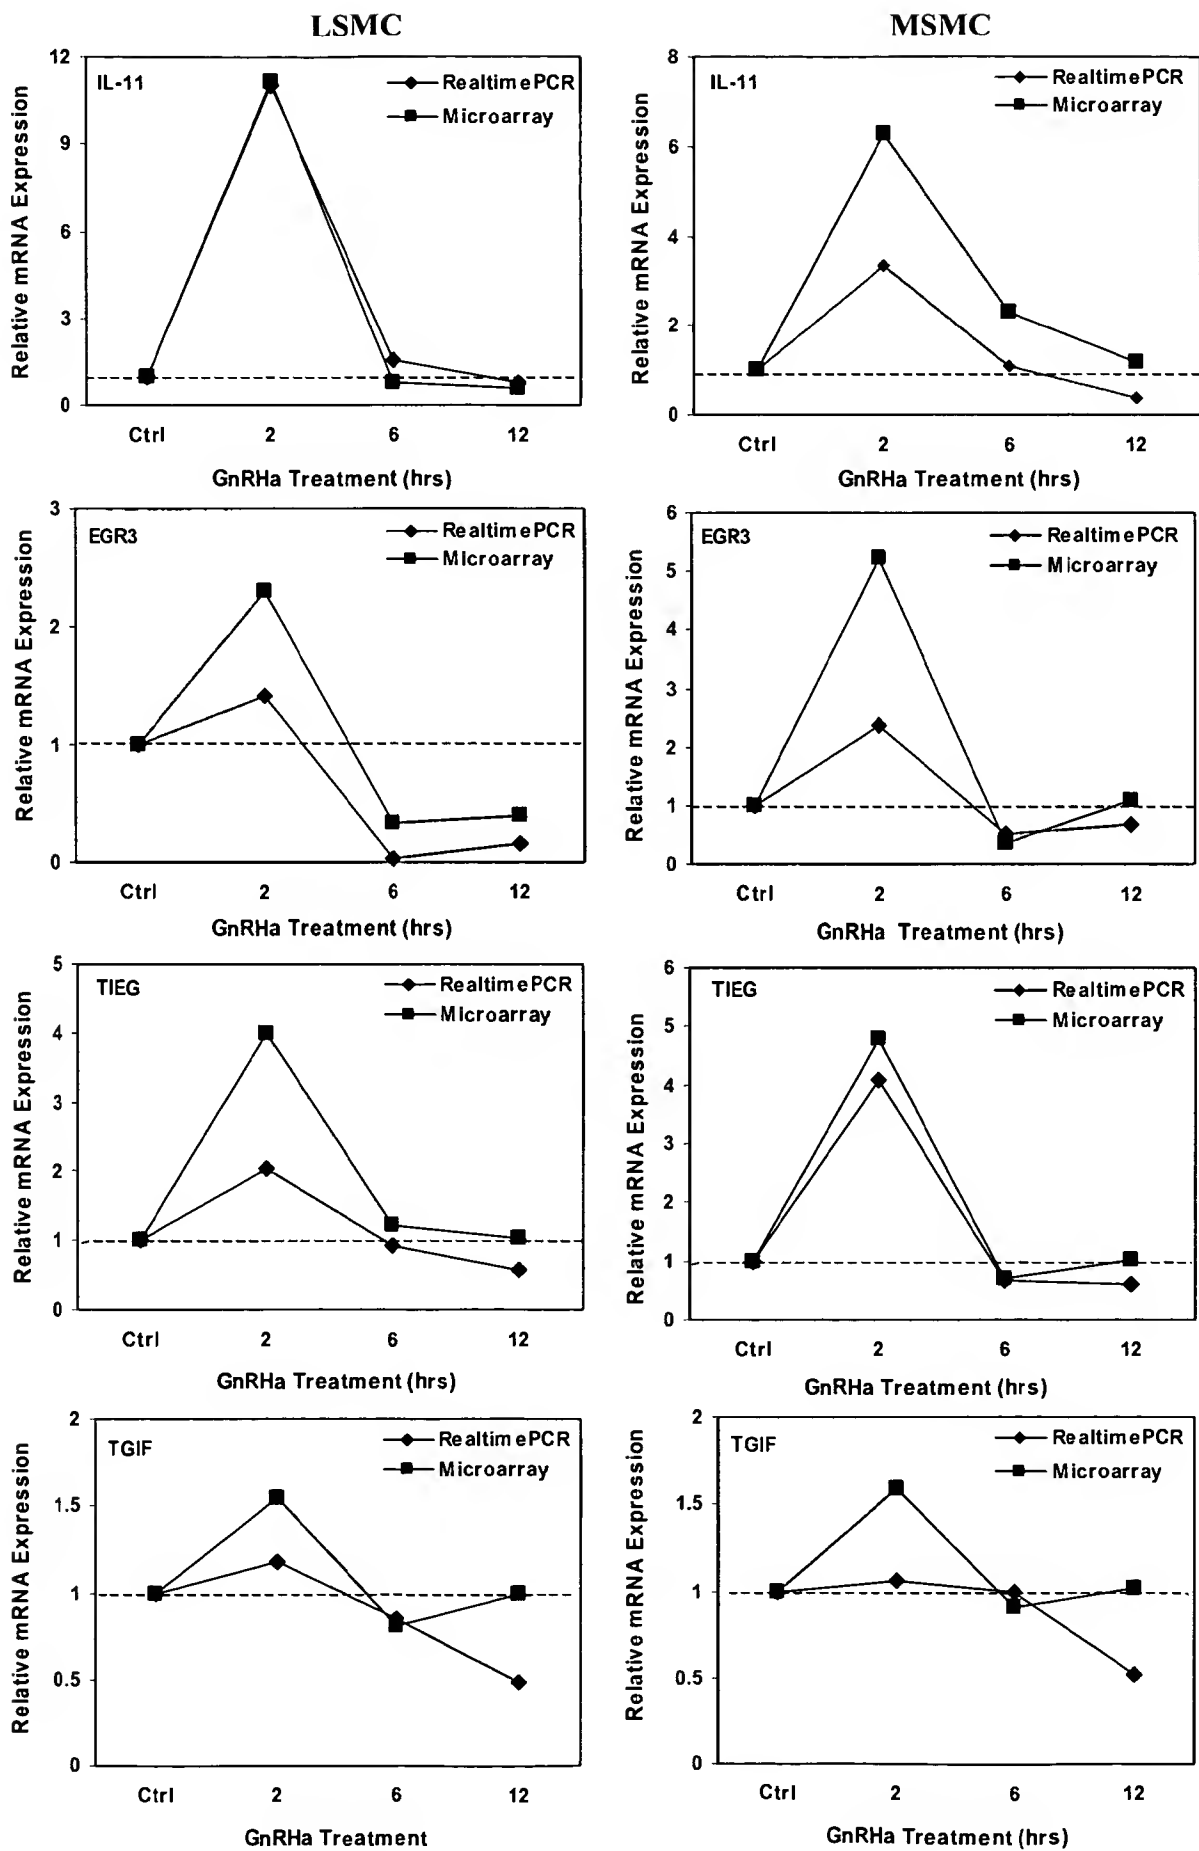 LSMC
MSMC
IL-11
RealtimePCR
Microarray
12
9
6
3
0
Relative mRNA Expression
Ctrl
2
6
12
GnRHa Treatment (hrs)
IL-11
RealtimePCR
Microarray
8
6
4
2
0
Relative mRNA Expression
Ctrl
2
6
12
GnRHa Treatment (hrs)
EGR3
RealtimePCR
Microarray
3
2
1
0
Relative mRNA Expression
Ctrl
2
6
12
GnRHa Treatment (hrs)
EGR3
RealtimePCR
Microarray
6
5
4
3
2
1
0
Relative mRNA Expression
Ctrl
2
6
12
GnRHa Treatment (hrs)
TIEG
RealtimePCR
Microarray
5
4
3
2
1
0
Relative mRNA Expression
Ctrl
2
6
12
GnRHa Treatment (hrs)
TIEG
RealtimePCR
Microarray
6
5
4
3
2
1
0
Relative mRNA Expression
Ctrl
2
6
12
GnRHa Treatment (hrs)
TGIF
RealtimePCR
Microarray
2
1.5
1
0.5
0
Relative mRNA Expression
Ctrl
2
6
12
GnRHa Treatment
TGIF
RealtimePCR
Microarray
2
1.5
1
0.5
0
Relative mRNA Expression
Ctrl
2
6
12
GnRHa Treatment (hrs)